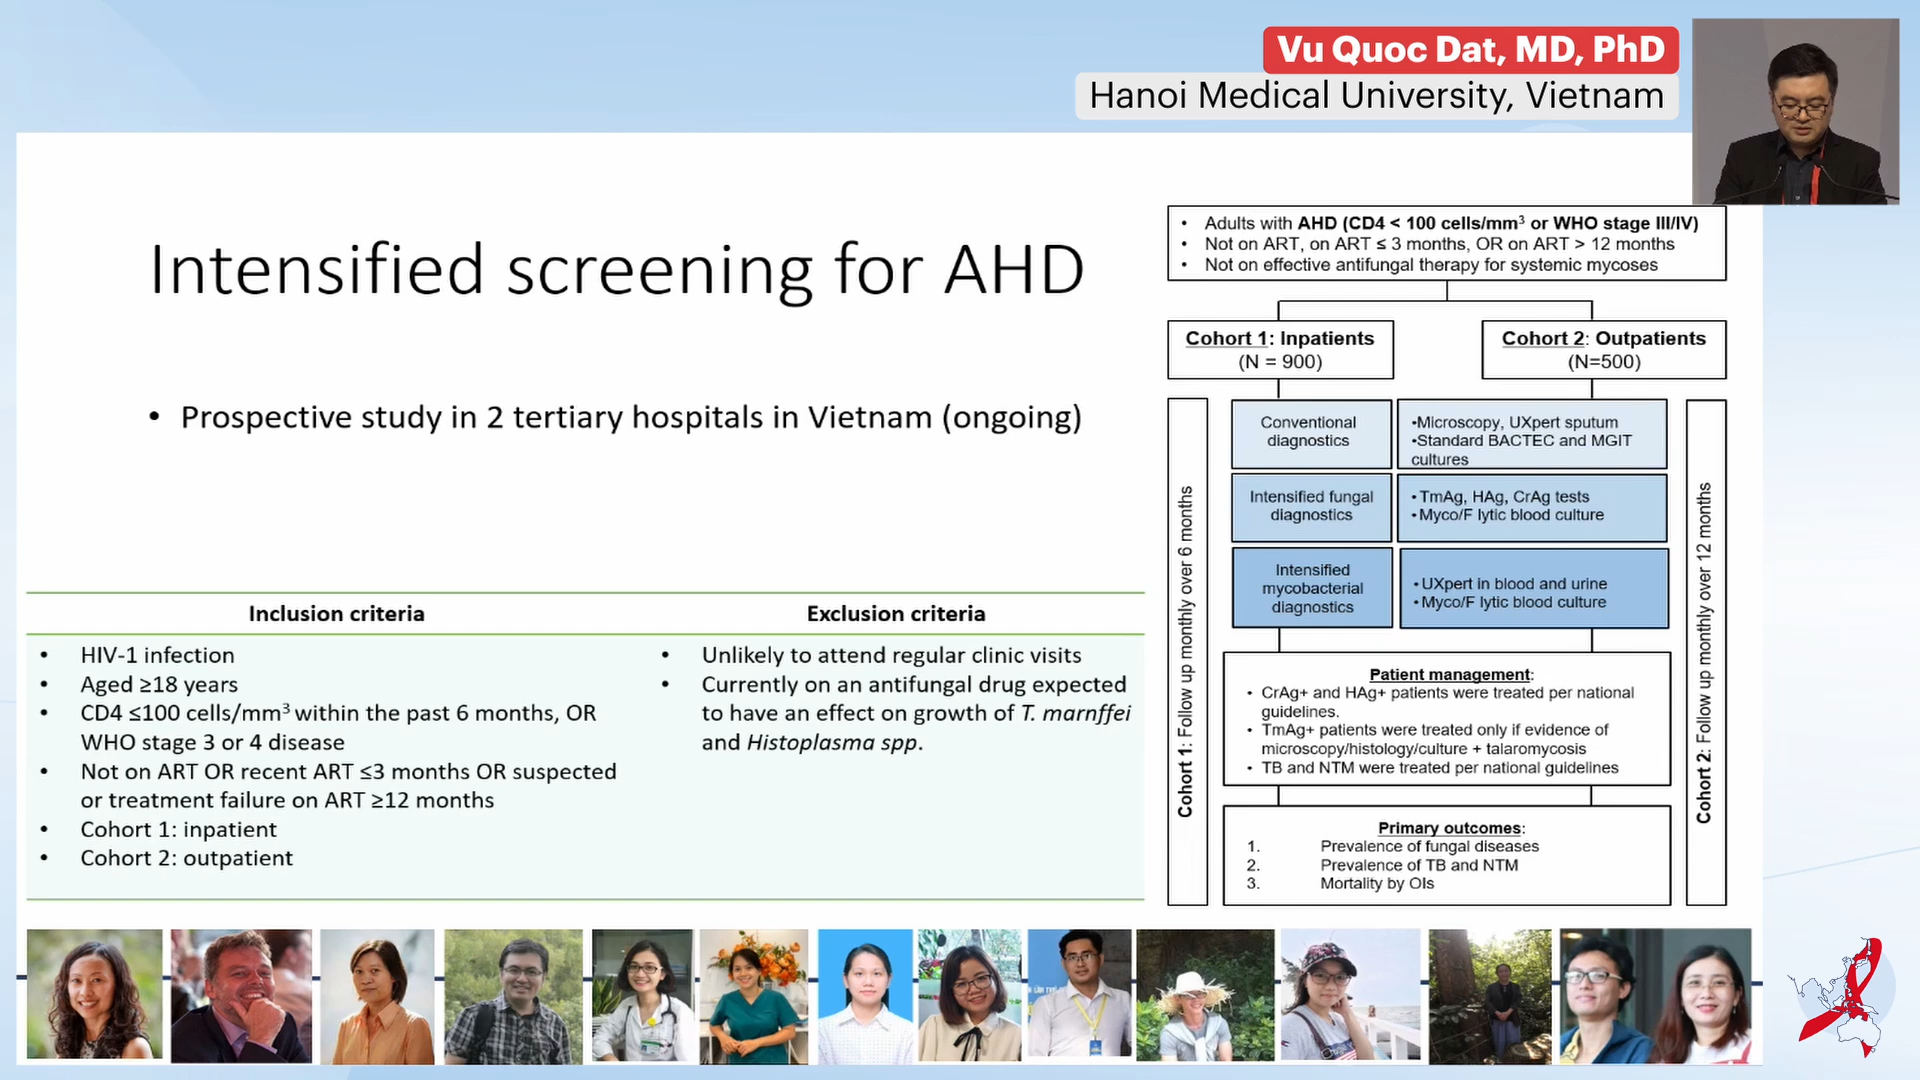 Vu Quoc Dat, MD, PhD
Hanoi Medical University, Vietnam
Intensified screening for AHD
• Prospective study in 2 tertiary hospitals in Vietnam (ongoing)
Inclusion criteria
• HIV-1 infection
• Aged ≥18 years
• CD4 ≤100 cells/mm³ within the past 6 months, OR
WHO stage 3 or 4 disease
• Not on ART OR recent ART ≤3 months OR suspected
or treatment failure on ART ≥12 months
• Cohort 1: inpatient
• Cohort 2: outpatient
Exclusion criteria
• Unlikely to attend regular clinic visits
• Currently on an antifungal drug expected
to have an effect on growth of T. marnffei
and Histoplasma spp.
• Adults with AHD (CD4 < 100 cells/mm³ or WHO stage III/IV)
• Not on ART, on ART ≤ 3 months, OR on ART > 12 months
• Not on effective antifungal therapy for systemic mycoses
Cohort 1: Inpatients
(N = 900)
Cohort 2: Outpatients
(N=500)
Cohort 1: Follow up monthly over 6 months
Conventional
diagnostics
•Microscopy, UXpert sputum
•Standard BACTEC and MGIT
cultures
Intensified fungal
diagnostics
• TmAg, HAg, CrAg tests
• Myco/F lytic blood culture
Intensified
mycobacterial
diagnostics
• UXpert in blood and urine
• Myco/F lytic blood culture
Cohort 2: Follow up monthly over 12 months
Patient management:
• CrAg+ and HAg+ patients were treated per national
guidelines.
• TmAg+ patients were treated only if evidence of
microscopy/histology/culture + talaromycosis
• TB and NTM were treated per national guidelines
Primary outcomes:
1. Prevalence of fungal diseases
2. Prevalence of TB and NTM
3. Mortality by OIs